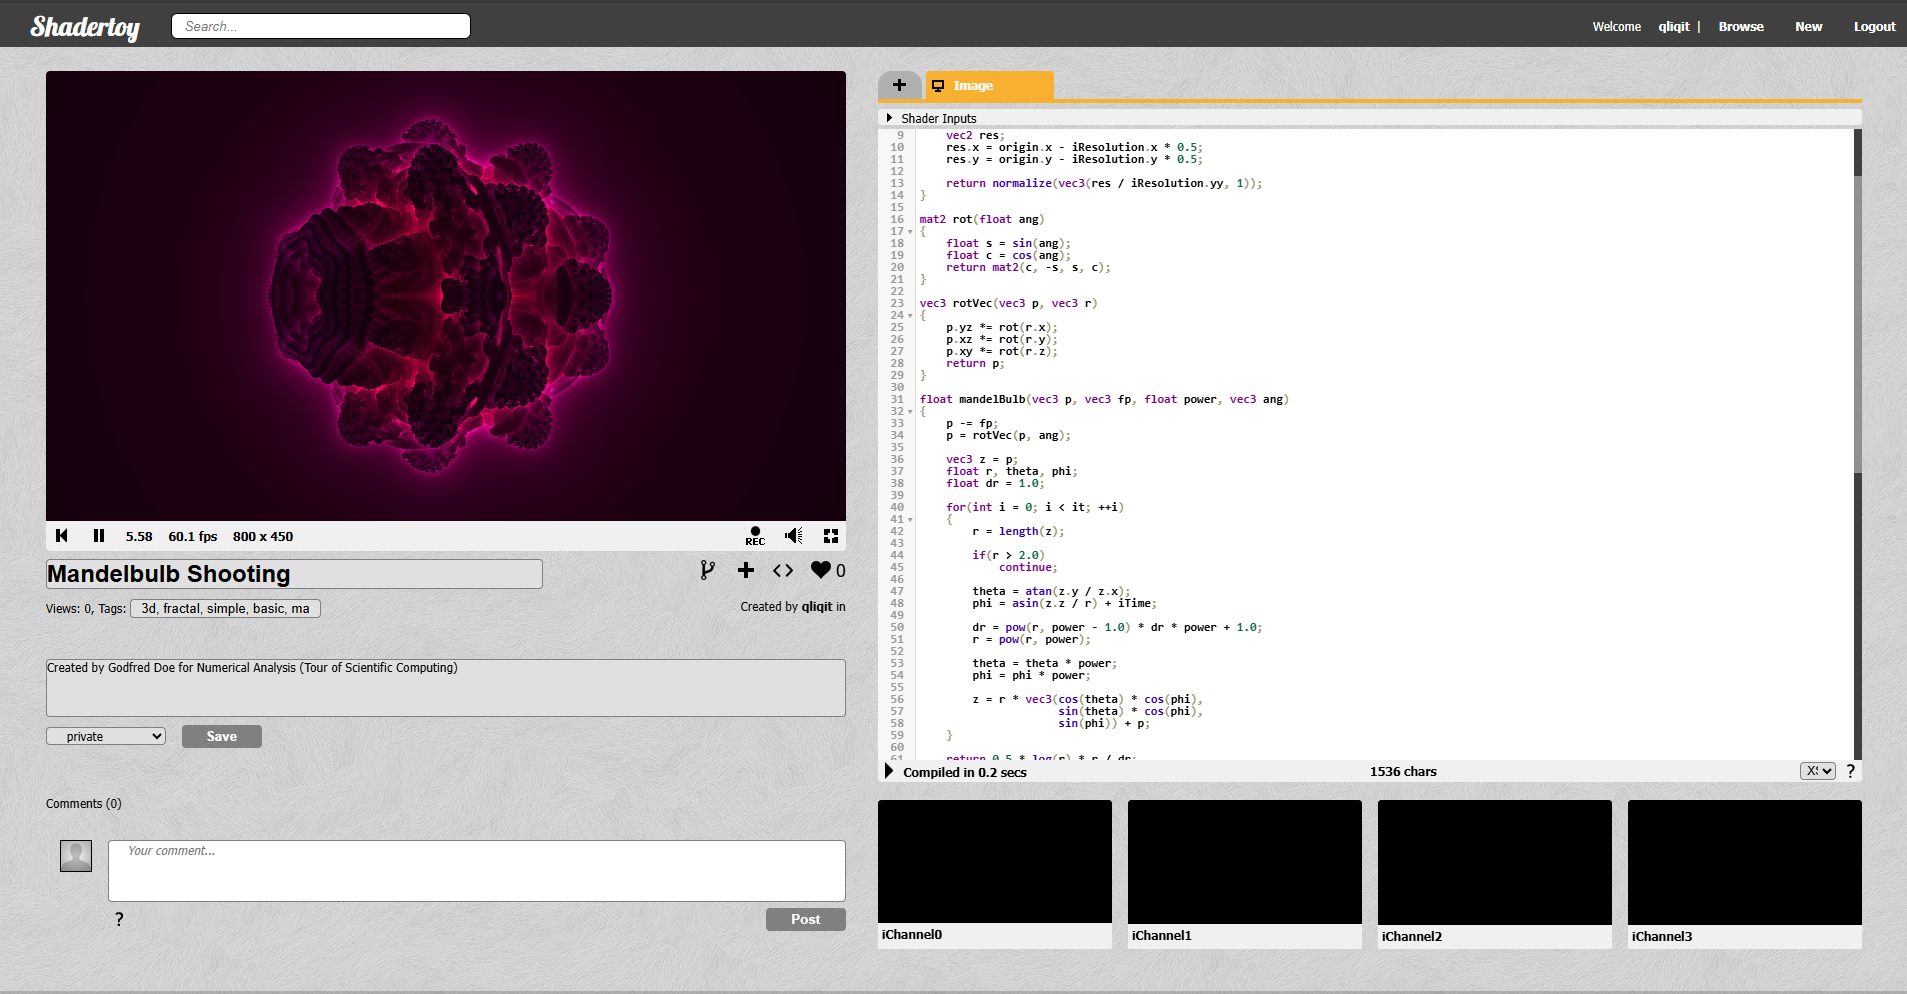 Shadertoy
Search...
Welcome qliqit | Browse New Logout
5.58 60.1 fps 800 x 450
REC
Mandelbulb Shooting
0
Views: 0, Tags: 3d, fractal, simple, basic, ma
Created by qliqit in
Created by Godfred Doe for Numerical Analysis (Tour of Scientific Computing)
private
Save
Comments (0)
Your comment...
?
Post
+ Image
Shader Inputs
9 vec2 res;
10 res.x = origin.x - iResolution.x * 0.5;
11 res.y = origin.y - iResolution.y * 0.5;
12
13 return normalize(vec3(res / iResolution.yy, 1));
14 }
15
16 mat2 rot(float ang)
17 {
18 float s = sin(ang);
19 float c = cos(ang);
20 return mat2(c, -s, s, c);
21 }
22
23 vec3 rotVec(vec3 p, vec3 r)
24 {
25 p.yz *= rot(r.x);
26 p.xz *= rot(r.y);
27 p.xy *= rot(r.z);
28 return p;
29 }
30
31 float mandelBulb(vec3 p, vec3 fp, float power, vec3 ang)
32 {
33 p -= fp;
34 p = rotVec(p, ang);
35
36 vec3 z = p;
37 float r, theta, phi;
38 float dr = 1.0;
39
40 for(int i = 0; i < it; ++i)
41 {
42 r = length(z);
43
44 if(r > 2.0)
45 continue;
46
47 theta = atan(z.y / z.x);
48 phi = asin(z.z / r) + iTime;
49
50 dr = pow(r, power - 1.0) * dr * power + 1.0;
51 r = pow(r, power);
52
53 theta = theta * power;
54 phi = phi * power;
55
56 z = r * vec3(cos(theta) * cos(phi),
57 sin(theta) * cos(phi),
58 sin(phi)) + p;
59 }
60
61 return 0.5 * log(r) * r / dr;
Compiled in 0.2 secs 1536 chars
?
iChannel0
iChannel1
iChannel2
iChannel3